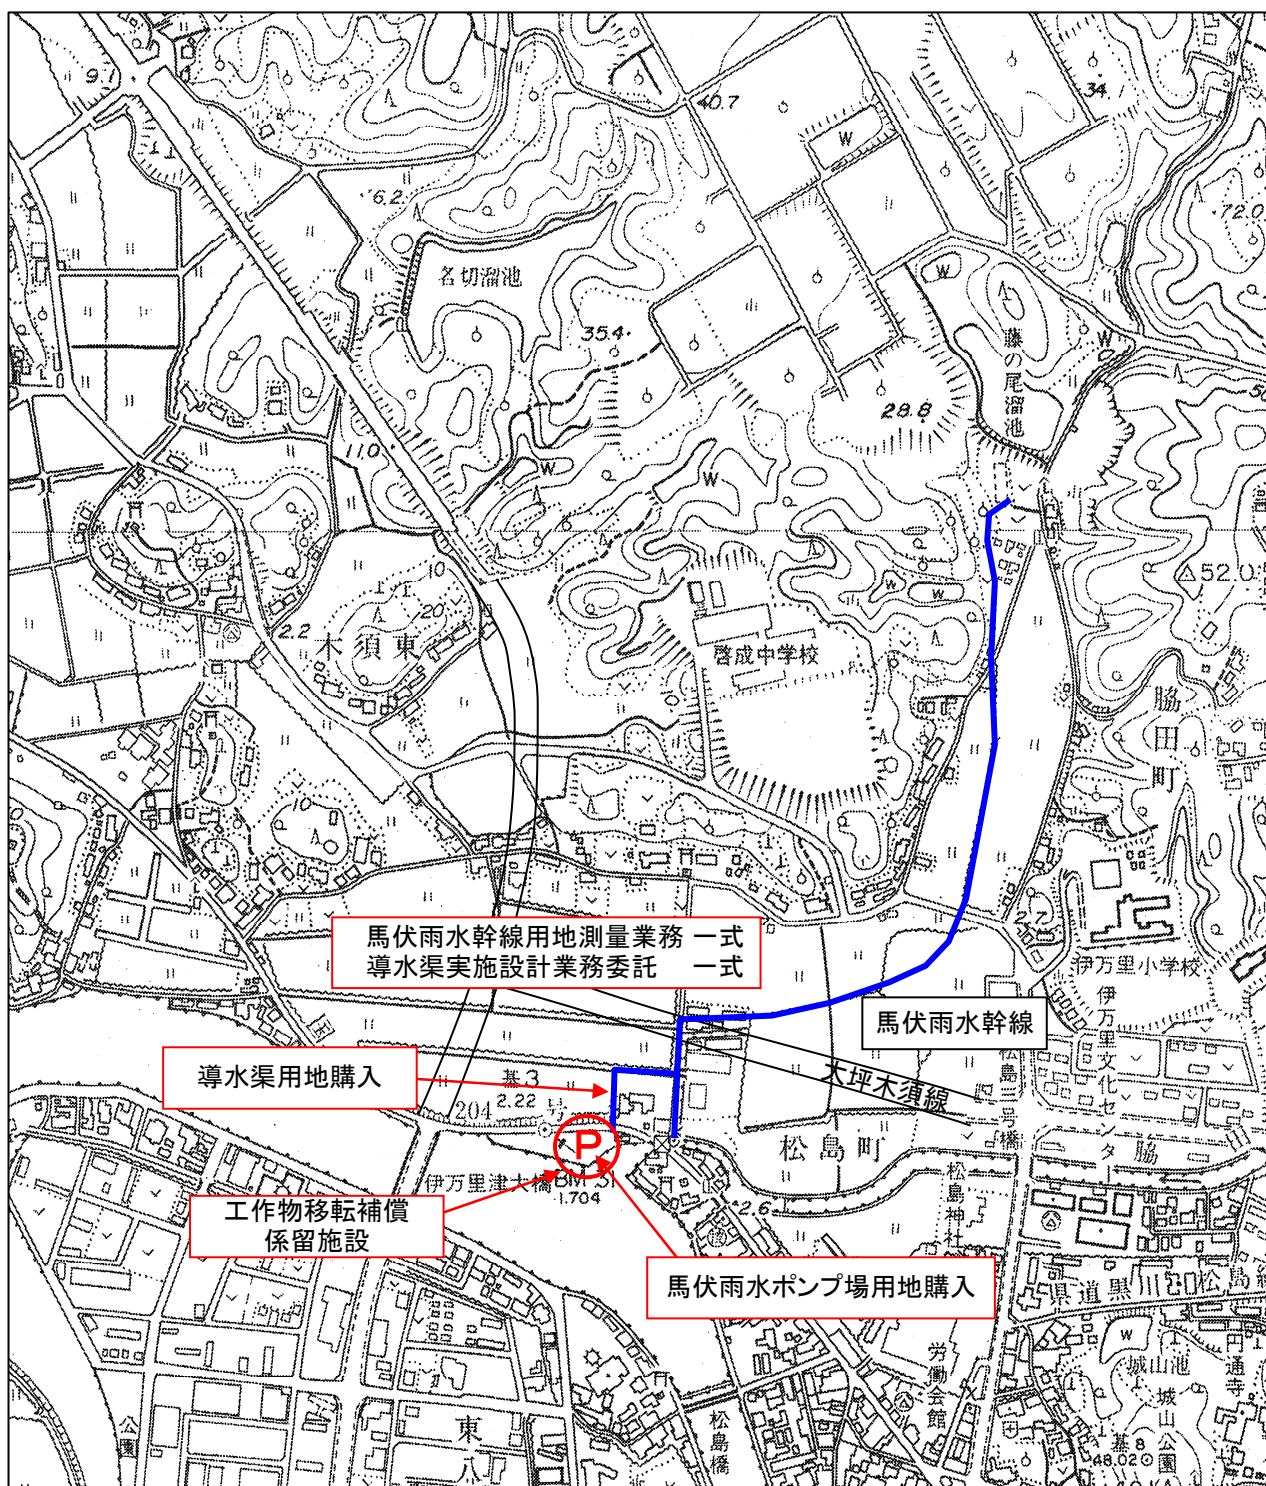 9.1
40.7
34
6.2
72.0
名切溜池
35.4
藤の尾溜池
28.8
11.0
52.0
10
20
2.2
木須東
啓成中学校
脇田町
10
2.7
伊万里小学校
馬伏雨水幹線用地測量業務 一式
導水渠実施設計業務委託 一式
馬伏雨水幹線
伊万里文化センター
松島三号橋
導水渠用地購入
基3
2.22
204 号
大坪木須線
P
松島町
脇
伊万里津大橋
1.704
松島神社
2.6
工作物移転補償
係留施設
馬伏雨水ポンプ場用地購入
県道黒川松島線
W
城山池
労働会館
円通寺
城山公園
公園
東
八
松島橋
基8
48.02